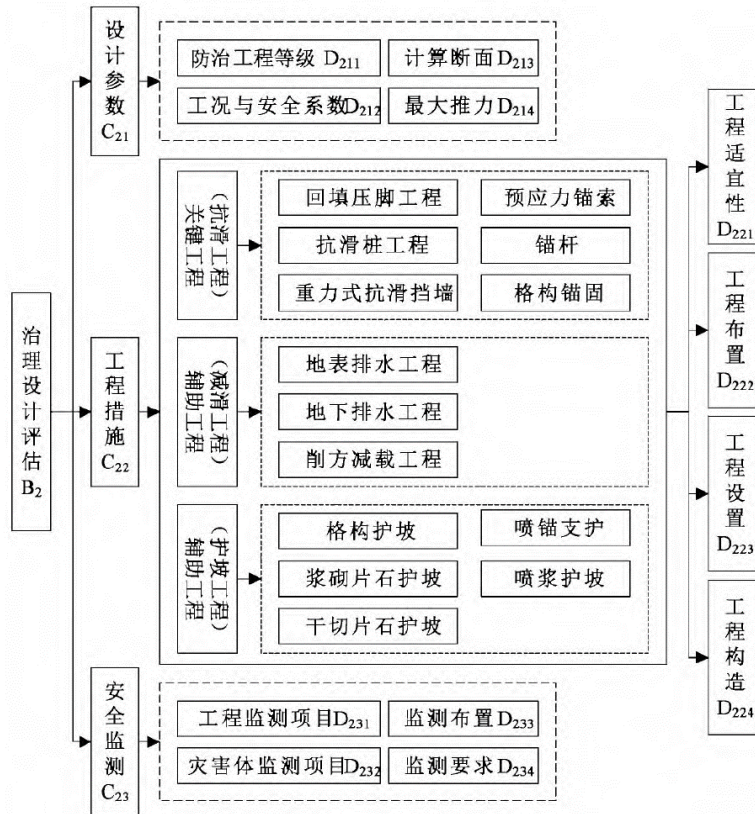 治理设计评估B₂
设计参数C₂₁
防治工程等级 D₂₁₁
计算断面D₂₁₃
工况与安全系数D₂₁₂
最大推力D₂₁₄
工程措施C₂₂
(抗滑工程)
关键工程
回填压脚工程
预应力锚索
抗滑桩工程
锚杆
重力式抗滑挡墙
格构锚固
(减滑工程)
辅助工程
地表排水工程
地下排水工程
削方减载工程
(护坡工程)
辅助工程
格构护坡
喷锚支护
浆砌片石护坡
喷浆护坡
干切片石护坡
工程适宜性D₂₂₁
工程布置D₂₂₂
工程设置D₂₂₃
工程构造D₂₂₄
安全监测C₂₃
工程监测项目D₂₃₁
监测布置D₂₃₃
灾害体监测项目D₂₃₂
监测要求D₂₃₄